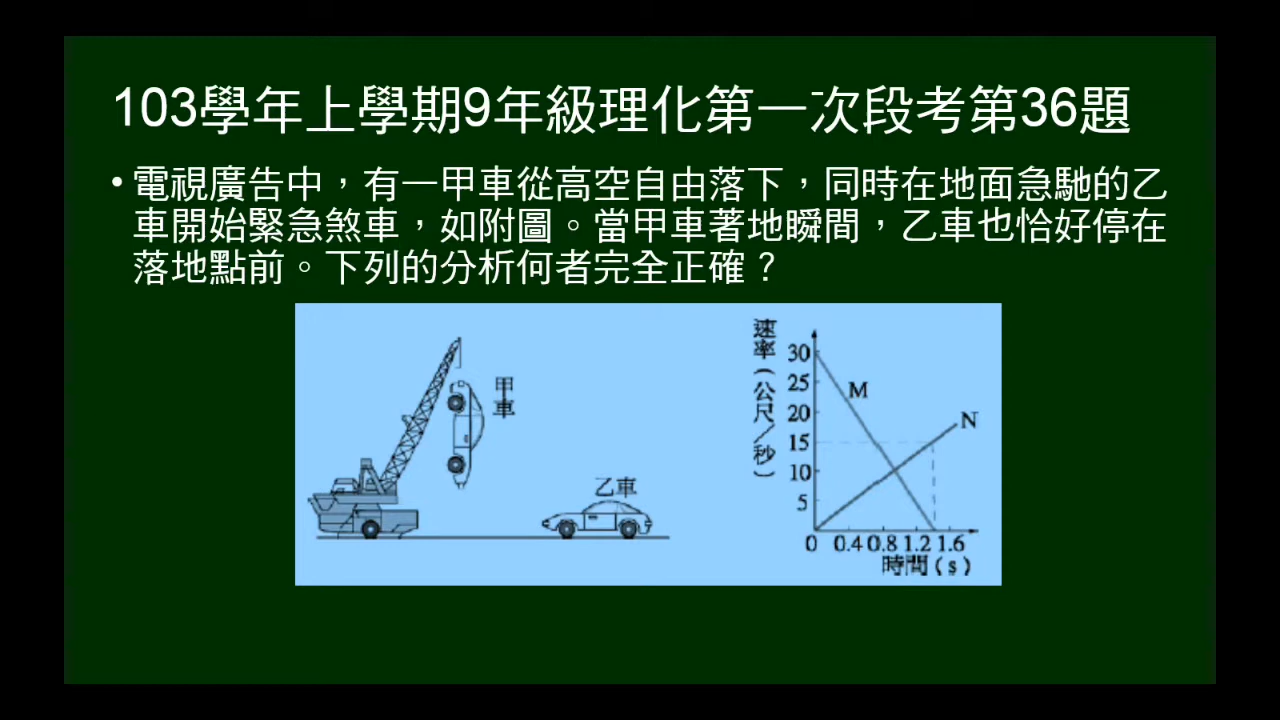 103學年上學期9年級理化第一次段考第36題
•電視廣告中，有一甲車從高空自由落下，同時在地面急馳的乙
車開始緊急煞車，如附圖。當甲車著地瞬間，乙車也恰好停在
落地點前。下列的分析何者完全正確？
甲車
乙車
速率(公尺/秒)
30
25
20
15
10
5
M
N
0 0.4 0.8 1.2 1.6
時間(s)